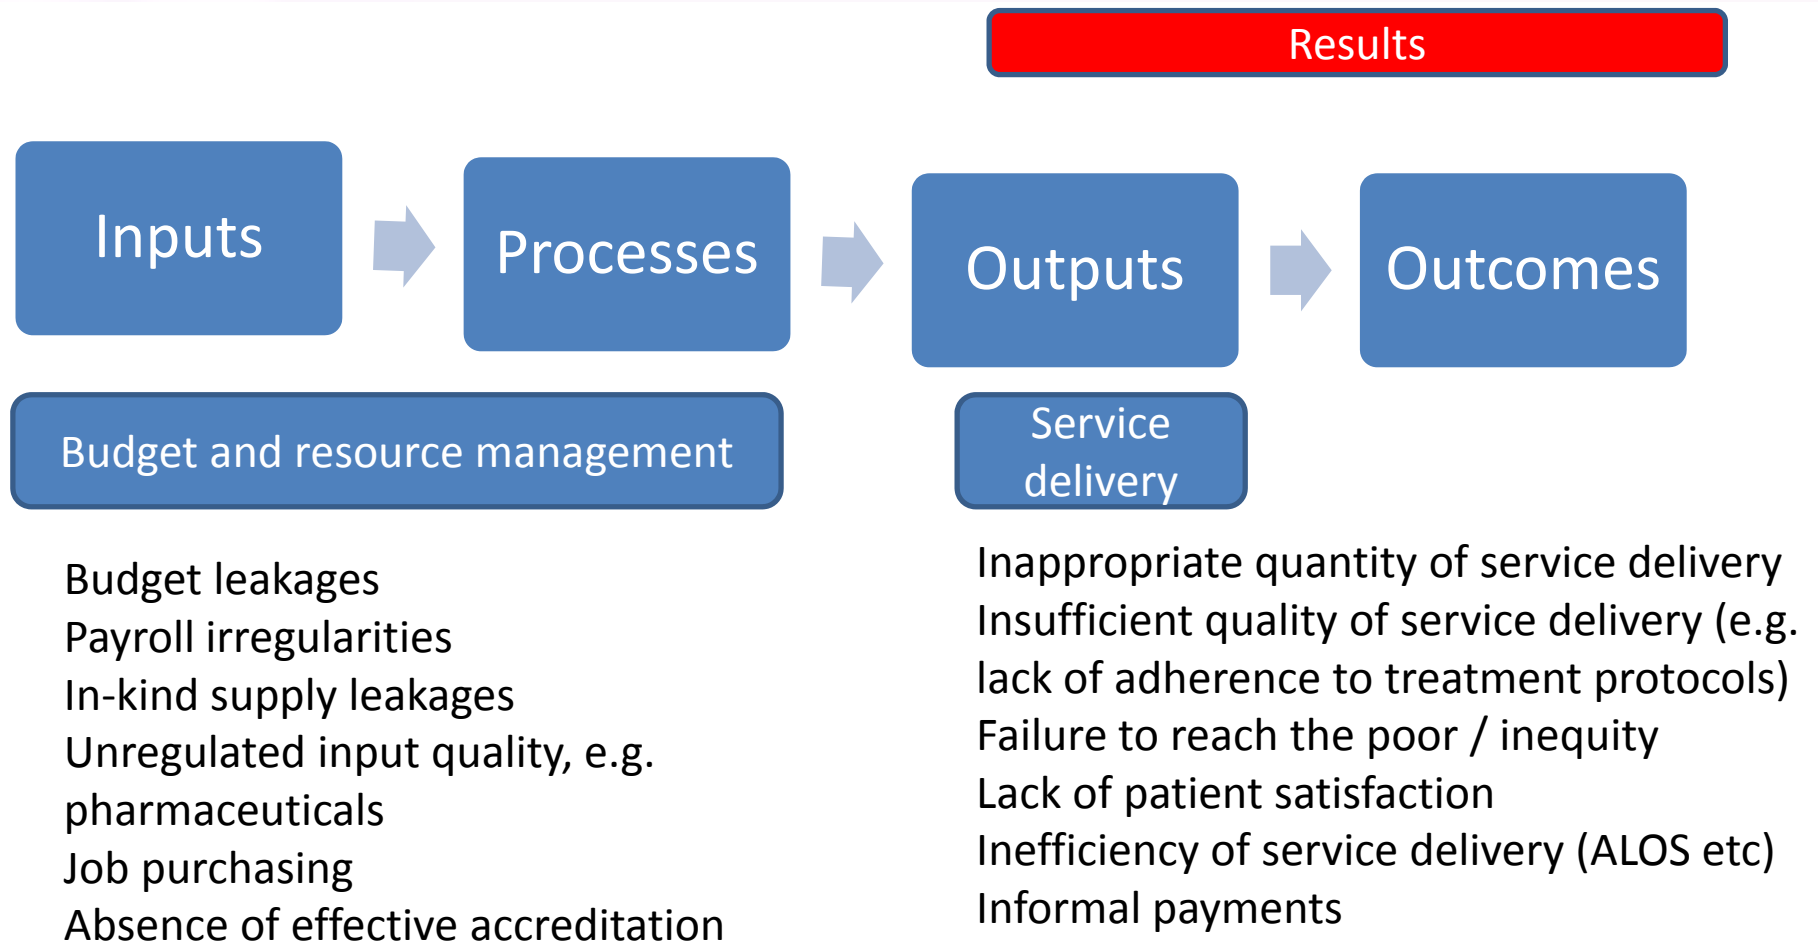 Results
Inputs
Processes
Outputs
Outcomes
Budget and resource management
Service
delivery
Budget leakages
Payroll irregularities
In-kind supply leakages
Unregulated input quality, e.g.
pharmaceuticals
Job purchasing
Absence of effective accreditation
Inappropriate quantity of service delivery
Insufficient quality of service delivery (e.g.
lack of adherence to treatment protocols)
Failure to reach the poor / inequity
Lack of patient satisfaction
Inefficiency of service delivery (ALOS etc)
Informal payments